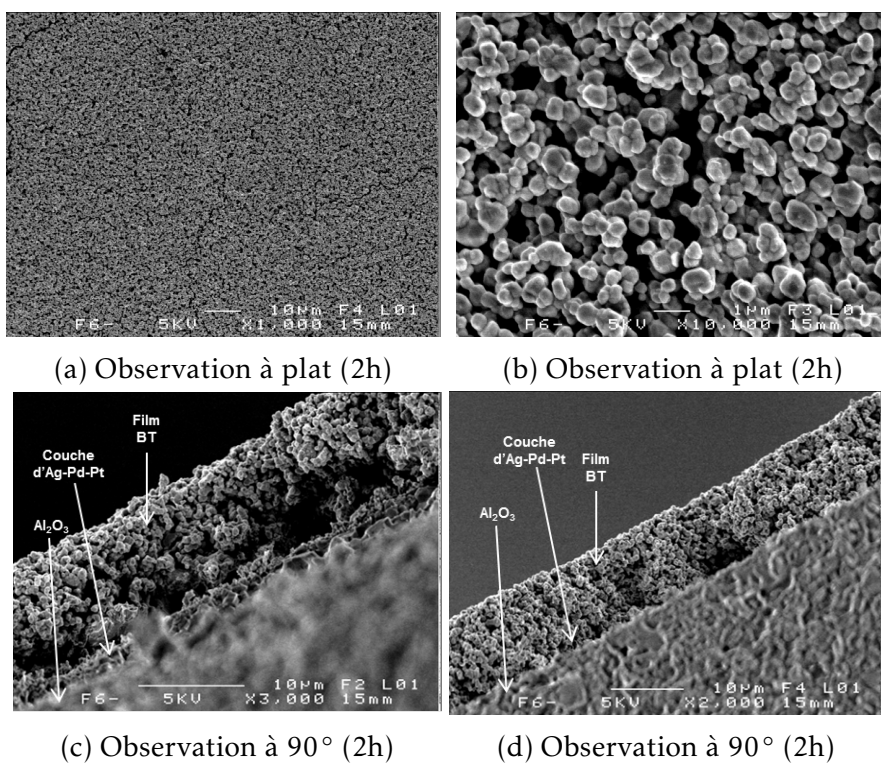 10µm F4 L01
F6- 5KV X1,000 15mm
1µm F3 L01
F6- 5KV X10,000 15mm
(a) Observation à plat (2h)
(b) Observation à plat (2h)
Film
BT
Couche
d'Ag-Pd-Pt
Al₂O₃
10µm F2 L01
F6- 5KV X3,000 15mm
Couche
d'Ag-Pd-Pt
Film
BT
Al₂O₃
10µm F4 L01
F6- 5KV X2,000 15mm
(c) Observation à 90° (2h)
(d) Observation à 90° (2h)